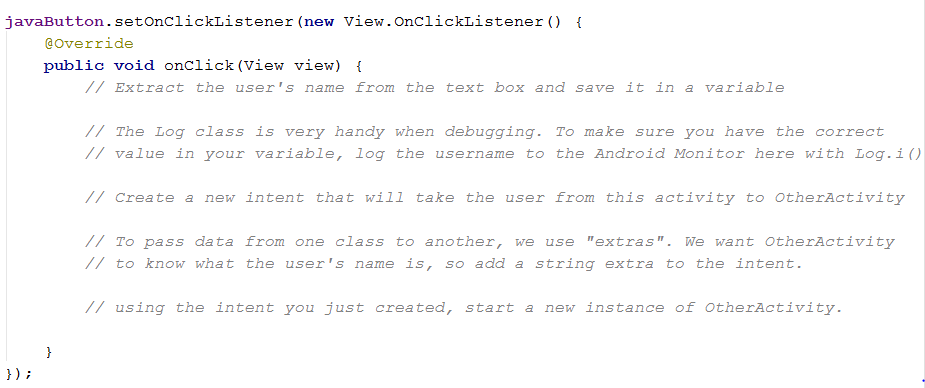 javaButton.setOnClickListener(new View.OnClickListener() {
@Override
public void onClick(View view) {
// Extract the user's name from the text box and save it in a variable
// The Log class is very handy when debugging. To make sure you have the correct
// value in your variable, log the username to the Android Monitor here with Log.i()
// Create a new intent that will take the user from this activity to OtherActivity
// To pass data from one class to another, we use "extras". We want OtherActivity
// to know what the user's name is, so add a string extra to the intent.
// using the intent you just created, start a new instance of OtherActivity.
}
});